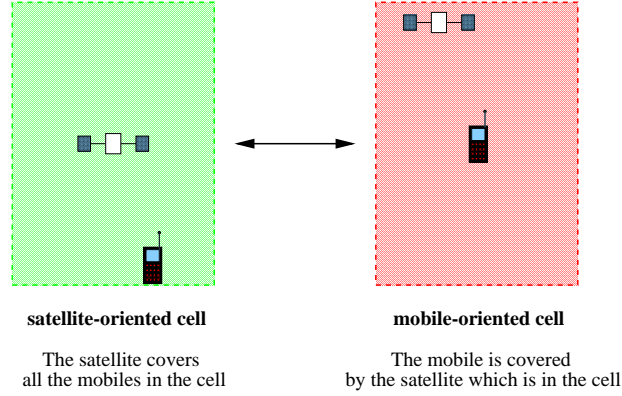 satellite-oriented cell
The satellite covers
all the mobiles in the cell
mobile-oriented cell
The mobile is covered
by the satellite which is in the cell